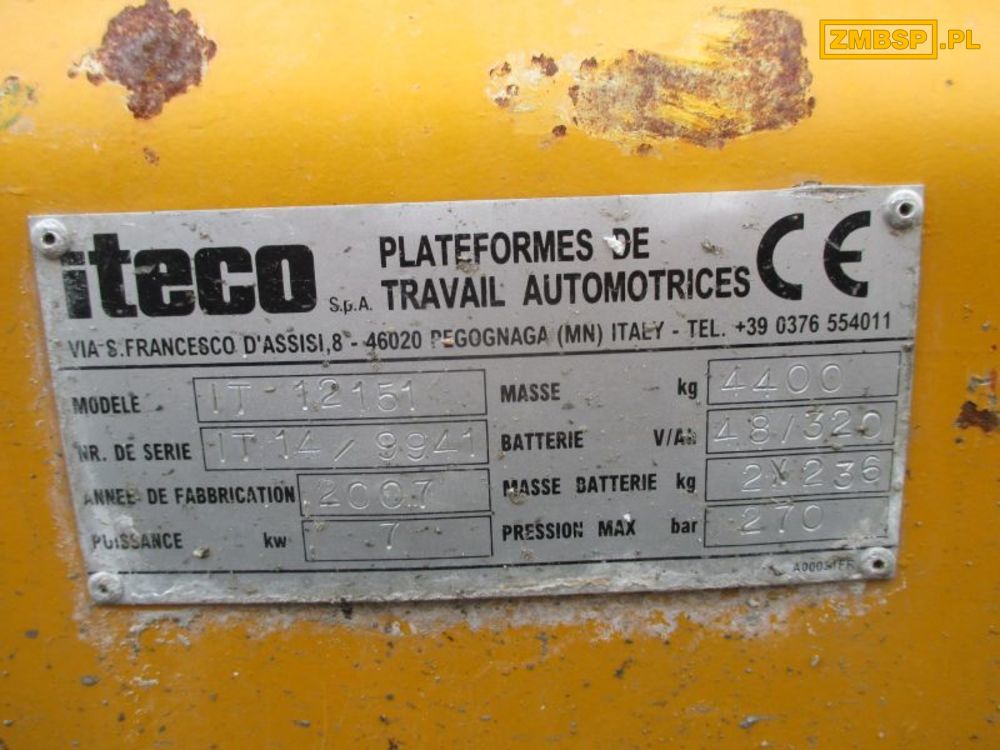 ZMBSP.PL
iteco S.p.A.
PLATEFORMES DE
TRAVAIL AUTOMOTRICES
CE
VIA S.FRANCESCO D'ASSISI,8 - 46020 PEGOGNAGA (MN) ITALY - TEL. +39 0376 554011
MODELE IT 12151
NR. DE SERIE IT14/9941
ANNEE DE FABBRICATION 2007
PUISSANCE kw 7
MASSE kg 4400
BATTERIE V/Ah 48/320
MASSE BATTERIE kg 2X236
PRESSION MAX bar 270